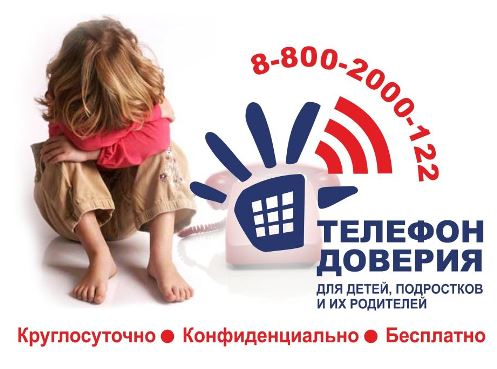 8-800-2000-122
ТЕЛЕФОН
ДОВЕРИЯ
ДЛЯ ДЕТЕЙ, ПОДРОСТКОВ
И ИХ РОДИТЕЛЕЙ
Круглосуточно ● Конфиденциально ● Бесплатно